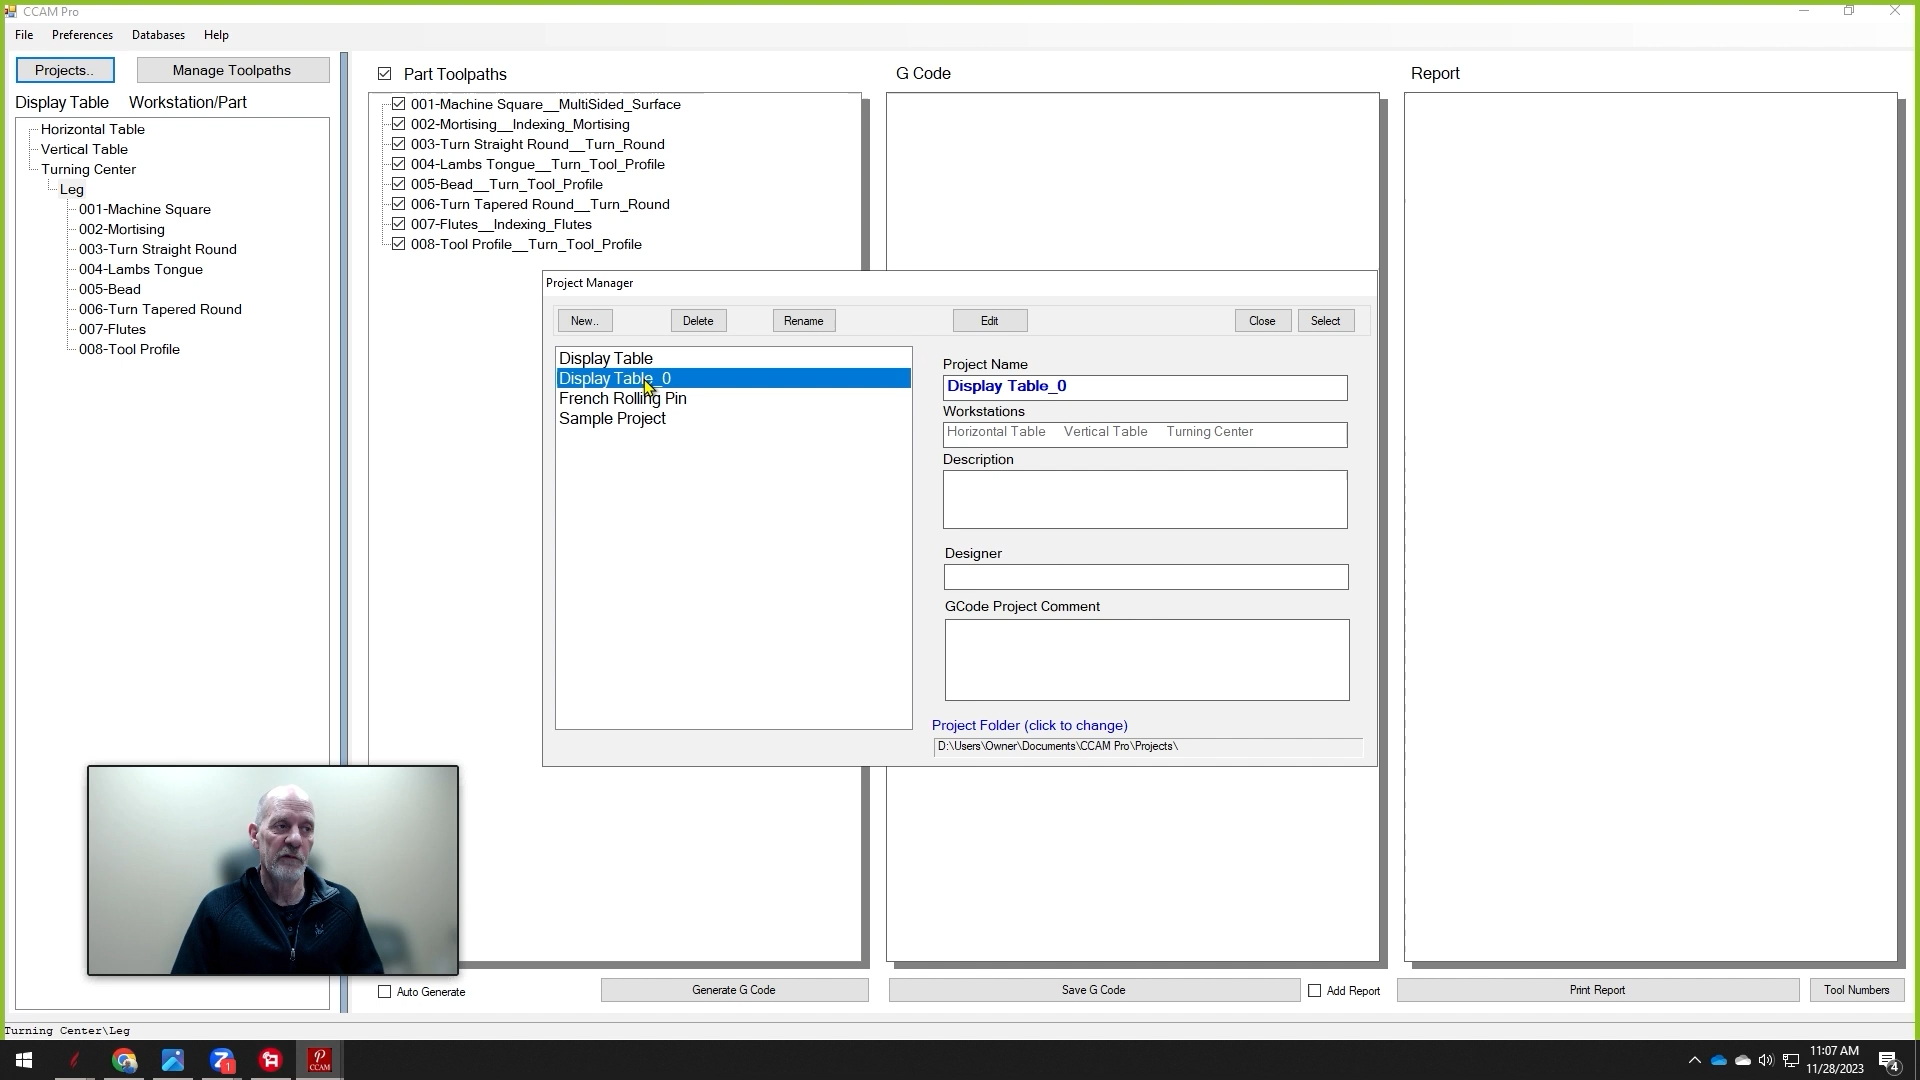 CCAM Pro
File Preferences Databases Help
Projects.. Manage Toolpaths
Display Table Workstation/Part
Horizontal Table
Vertical Table
Turning Center
Leg
001-Machine Square
002-Mortising
003-Turn Straight Round
004-Lambs Tongue
005-Bead
006-Turn Tapered Round
007-Flutes
008-Tool Profile
Part Toolpaths
001-Machine Square__MultiSided_Surface
002-Mortising__Indexing_Mortising
003-Turn Straight Round__Turn_Round
004-Lambs Tongue__Turn_Tool_Profile
005-Bead__Turn_Tool_Profile
006-Turn Tapered Round__Turn_Round
007-Flutes__Indexing_Flutes
008-Tool Profile__Turn_Tool_Profile
G Code
Report
Project Manager
New.. Delete Rename Edit Close Select
Display Table
Display Table_0
French Rolling Pin
Sample Project
Project Name
Display Table_0
Workstations
Horizontal Table Vertical Table Turning Center
Description
Designer
GCode Project Comment
Project Folder (click to change)
D:\Users\Owner\Documents\CCAM Pro\Projects\
Auto Generate Generate G Code Save G Code Add Report Print Report Tool Numbers
Turning Center\Leg
1
P
CCAM
11:07 AM
11/28/2023
4